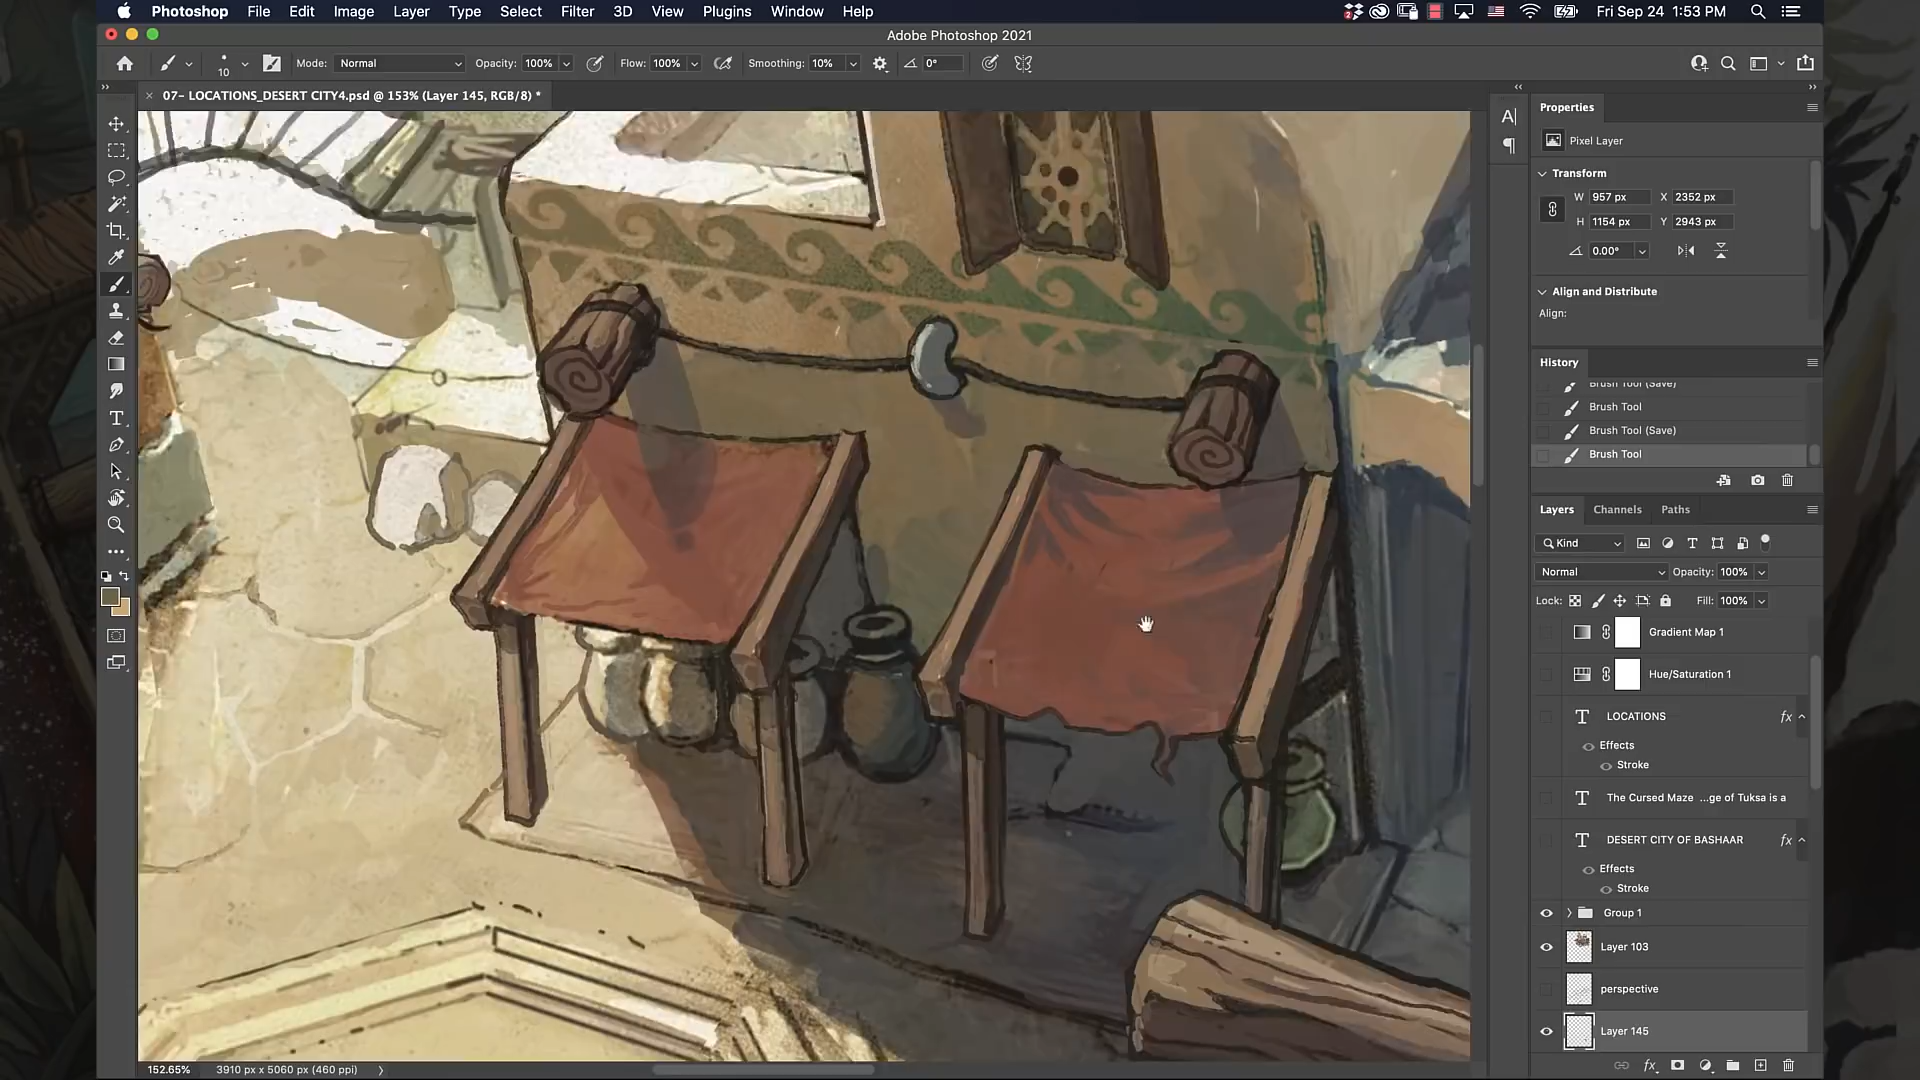 Photoshop File Edit Image Layer Type Select Filter 3D View Plugins Window Help Fri Sep 24 1:53 PM
Adobe Photoshop 2021
10 Mode: Normal Opacity: 100% Flow: 100% Smoothing: 10% 0°
07- LOCATIONS_DESERT CITY4.psd @ 153% (Layer 145, RGB/8) *
Properties
Pixel Layer
Transform
W 957 px X 2352 px
H 1154 px Y 2943 px
0.00°
Align and Distribute
Align:
History
Brush Tool (Save)
Brush Tool
Brush Tool (Save)
Brush Tool
Layers Channels Paths
Kind
Normal Opacity: 100%
Lock: Fill: 100%
Gradient Map 1
Hue/Saturation 1
LOCATIONS fx
Effects
Stroke
The Cursed Maze ...ge of Tuksa is a
DESERT CITY OF BASHAAR fx
Effects
Stroke
Group 1
Layer 103
perspective
Layer 145
fx
152.65% 3910 px x 5060 px (460 ppi)